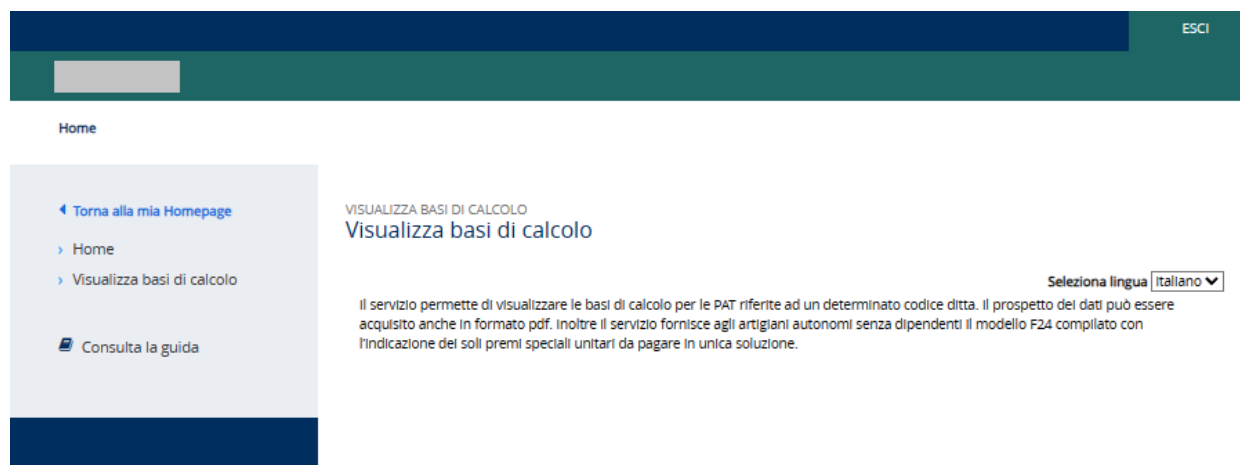 ESCI
Home
Torna alla mia Homepage
Home
Visualizza basi di calcolo
Consulta la guida
VISUALIZZA BASI DI CALCOLO
Visualizza basi di calcolo
Seleziona lingua Italiano
Il servizio permette di visualizzare le basi di calcolo per le PAT riferite ad un determinato codice ditta. Il prospetto dei dati può essere
acquisito anche in formato pdf. Inoltre il servizio fornisce agli artigiani autonomi senza dipendenti il modello F24 compilato con
l'indicazione dei soli premi speciali unitari da pagare in unica soluzione.